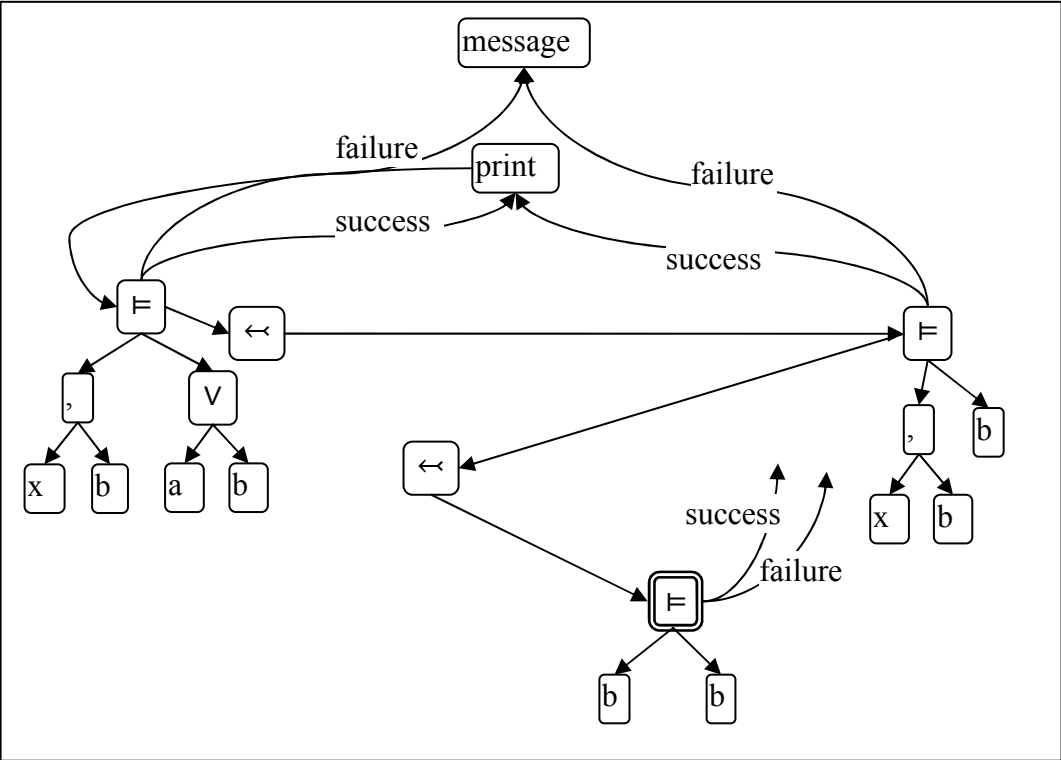 message
failure
print
failure
success
success
⊨
⤙
⊨
,
∨
,
b
x
b
a
b
⤙
x
b
success
failure
⊨
b
b